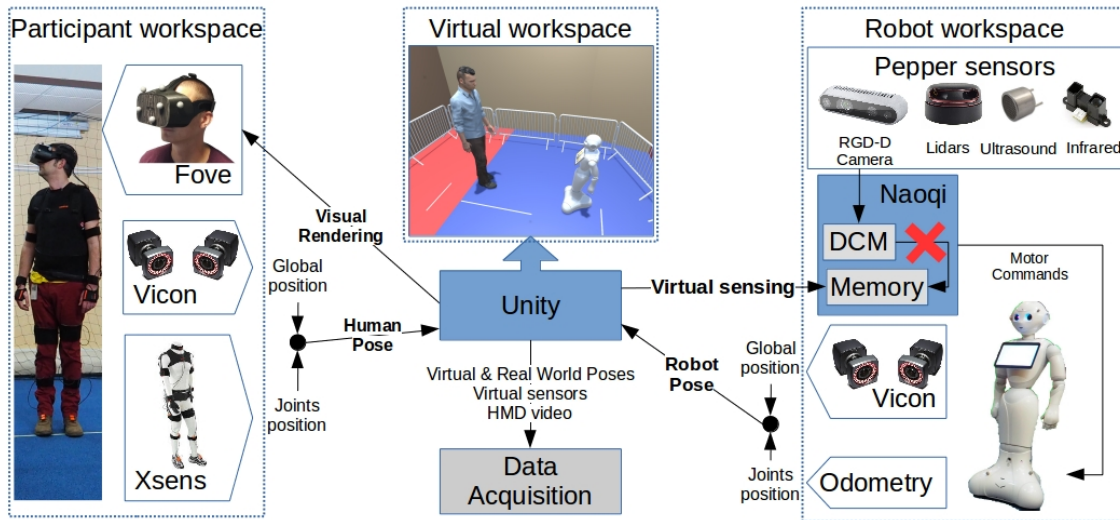 Participant workspace
Fove
Vicon
Xsens
Global
position
Joints
position
Visual
Rendering
Human
Pose
Virtual workspace
Unity
Virtual & Real World Poses
Virtual sensors
HMD video
Data
Acquisition
Virtual sensing
Robot
Pose
Global
position
Joints
position
Robot workspace
Pepper sensors
RGD-D
Camera
Lidars
Ultrasound
Infrared
Naoqi
DCM
Memory
Motor
Commands
Vicon
Odometry